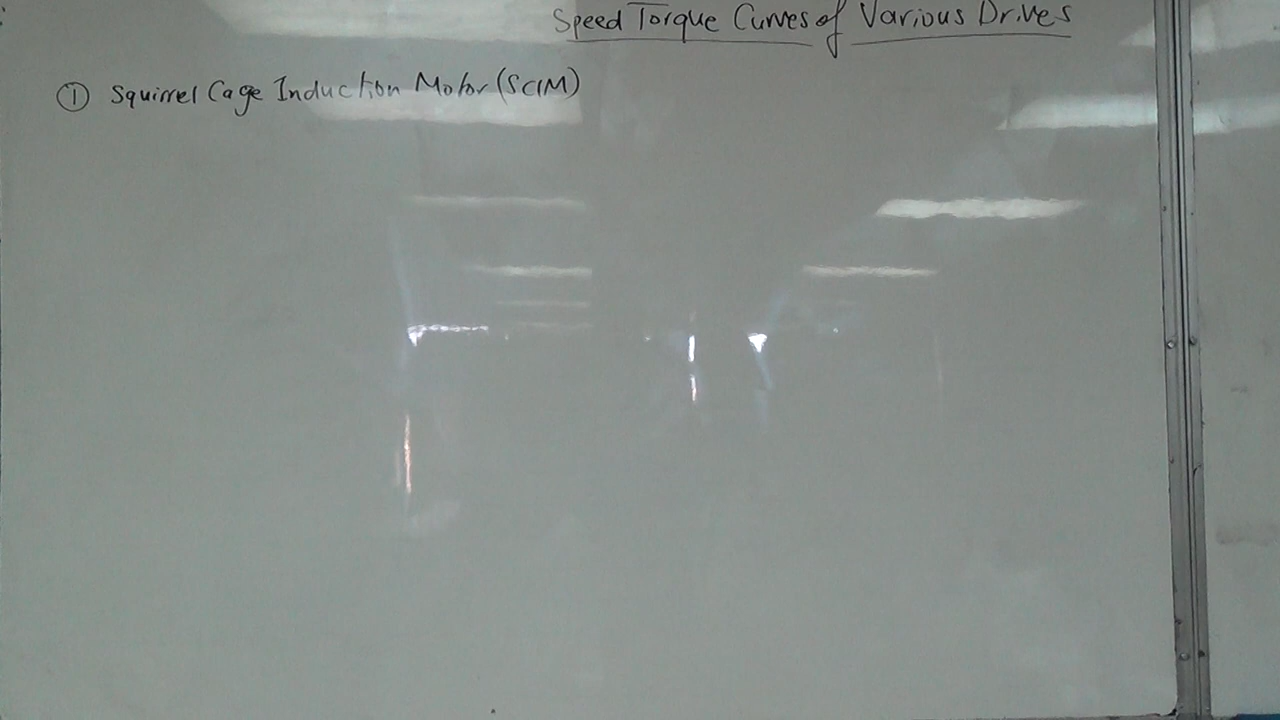 Speed Torque Curves of Various Drives
① Squirrel Cage Induction Motor (SCIM)